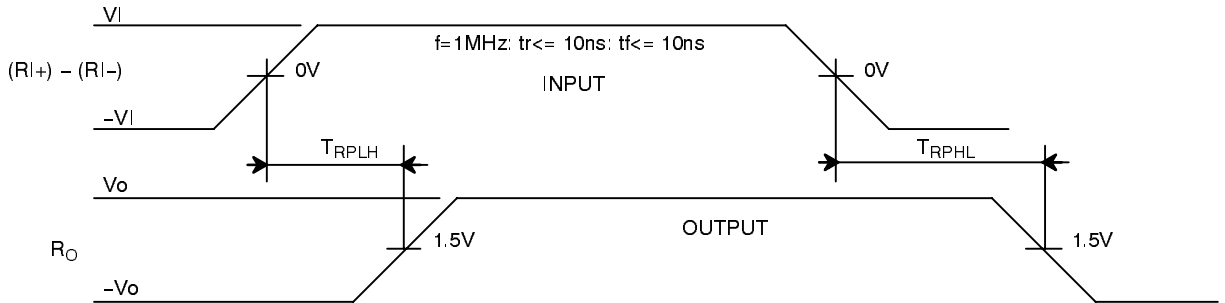 VI
f=1MHz: tr<= 10ns: tf<= 10ns
(RI+) – (RI–)
0V
INPUT
0V
–VI
TRPLH
TRPHL
Vo
OUTPUT
RO
1.5V
1.5V
–Vo